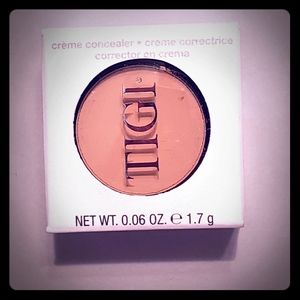 crème concealer • crème correctrice
corrector en crema
TIGI
NET WT. 0.06 OZ. ℮ 1.7 g